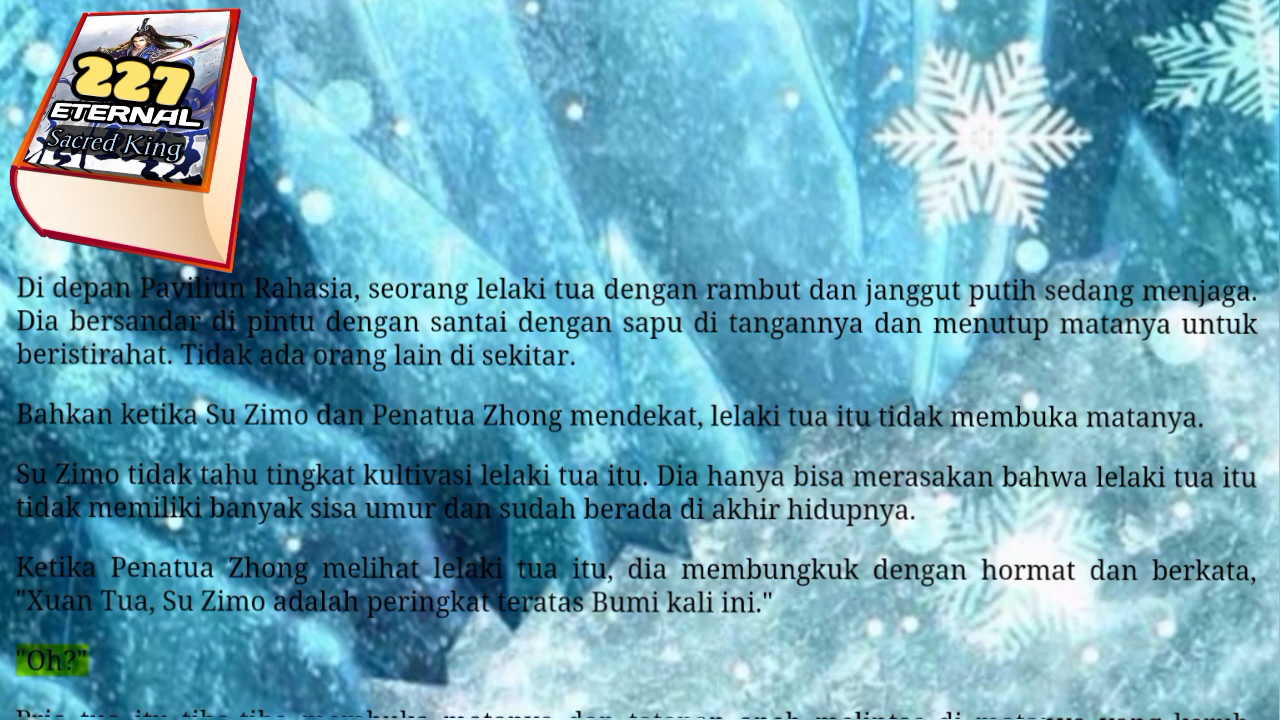 227
ETERNAL
Sacred King
Di depan Paviliun Rahasia, seorang lelaki tua dengan rambut dan janggut putih sedang menjaga.
Dia bersandar di pintu dengan santai dengan sapu di tangannya dan menutup matanya untuk
beristirahat. Tidak ada orang lain di sekitar.
Bahkan ketika Su Zimo dan Penatua Zhong mendekat, lelaki tua itu tidak membuka matanya.
Su Zimo tidak tahu tingkat kultivasi lelaki tua itu. Dia hanya bisa merasakan bahwa lelaki tua itu
tidak memiliki banyak sisa umur dan sudah berada di akhir hidupnya.
Ketika Penatua Zhong melihat lelaki tua itu, dia membungkuk dengan hormat dan berkata,
"Xuan Tua, Su Zimo adalah peringkat teratas Bumi kali ini."
"Oh?"